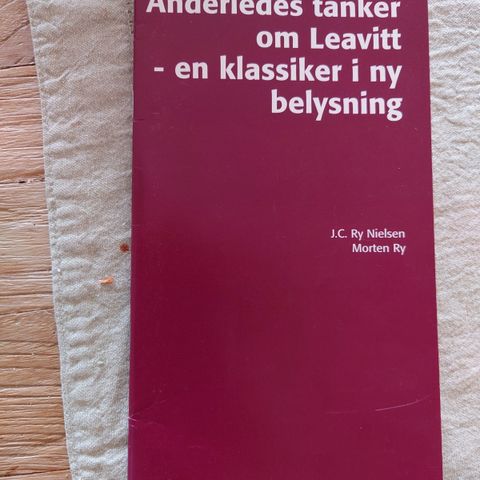 Anderledes tanker
om Leavitt
- en klassiker i ny
belysning
J.C. Ry Nielsen
Morten Ry